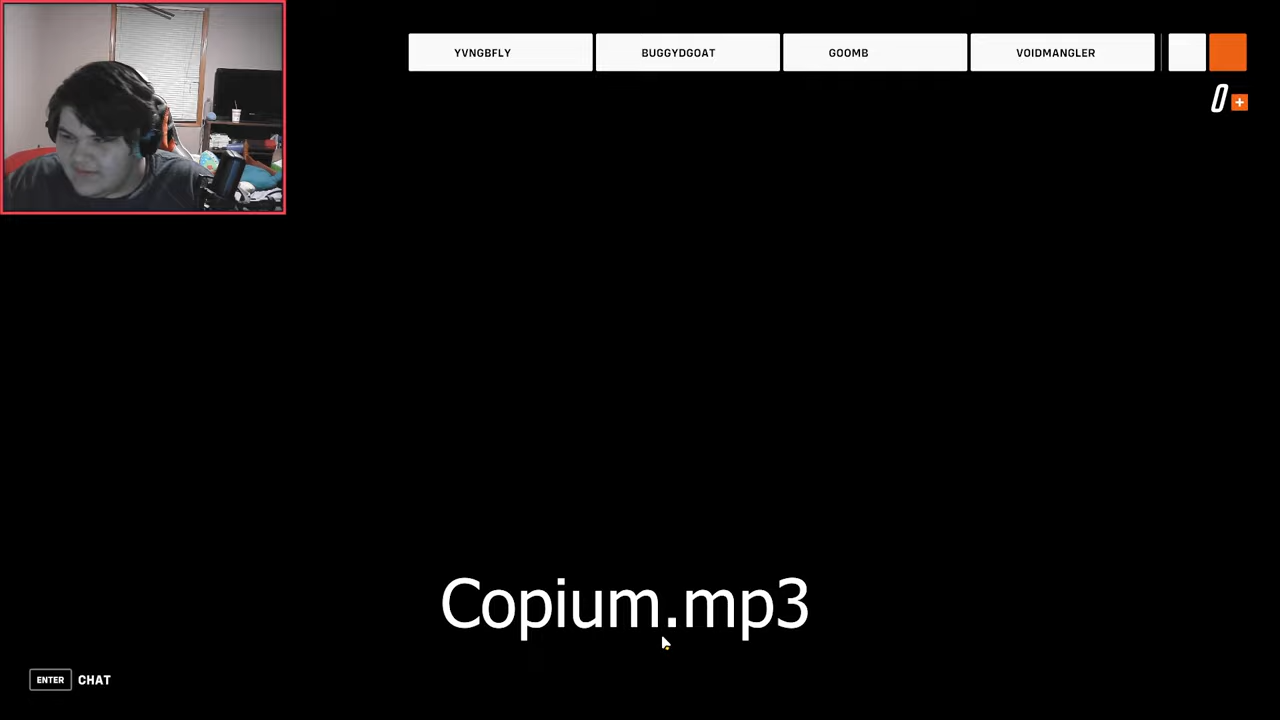 YVNGBFLY BUGGYDGOAT GOOMB VOIDMANGLER
0 +
Copium.mp3
ENTER CHAT